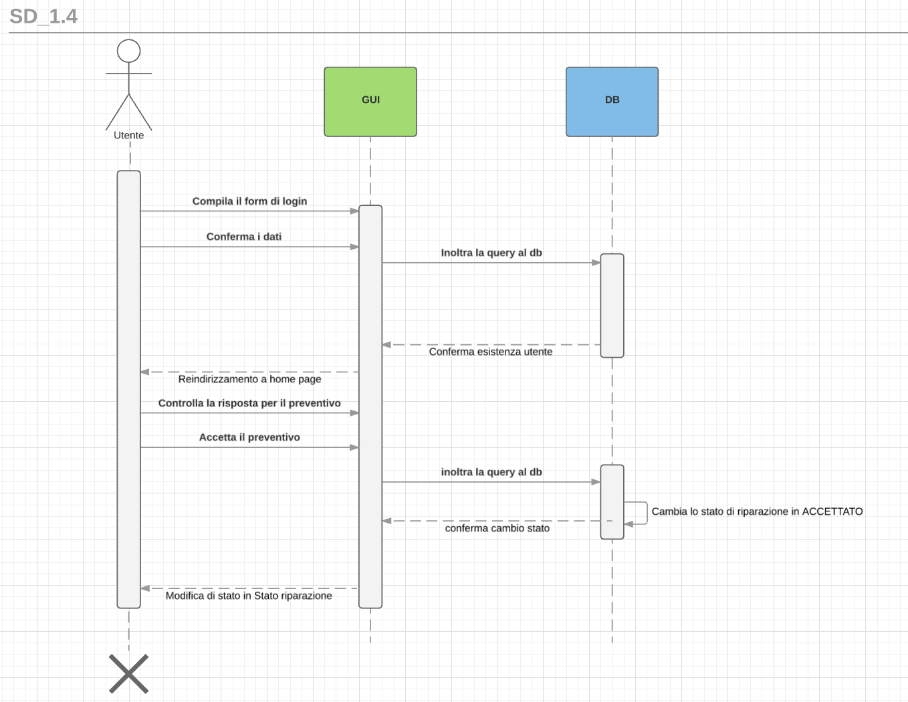 SD_1.4
Utente
GUI
DB
Compila il form di login
Conferma i dati
Inoltra la query al db
Conferma esistenza utente
Reindirizzamento a home page
Controlla la risposta per il preventivo
Accetta il preventivo
inoltra la query al db
Cambia lo stato di riparazione in ACCETTATO
conferma cambio stato
Modifica di stato in Stato riparazione